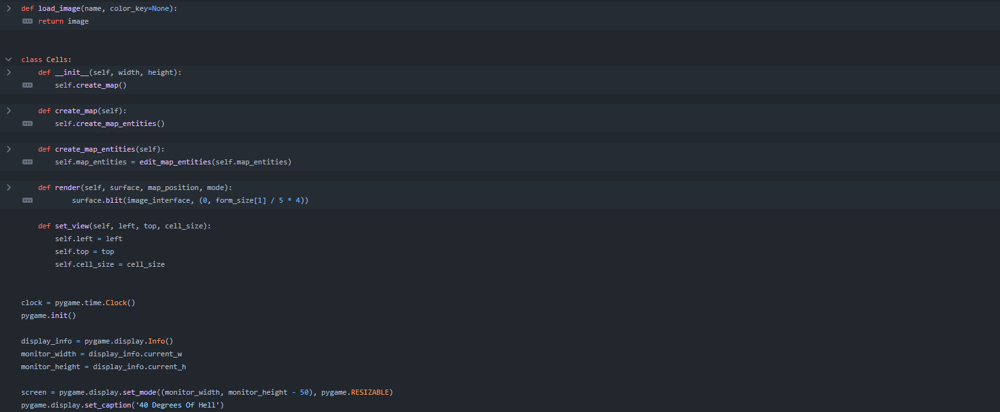 def load_image(name, color_key=None):
    return image
class Cells:
    def __init__(self, width, height):
        self.create_map()
    def create_map(self):
        self.create_map_entities()
    def create_map_entities(self):
        self.map_entities = edit_map_entities(self.map_entities)
    def render(self, surface, map_position, mode):
            surface.blit(image_interface, (0, form_size[1] / 5 * 4))
    def set_view(self, left, top, cell_size):
        self.left = left
        self.top = top
        self.cell_size = cell_size
clock = pygame.time.Clock()
pygame.init()
display_info = pygame.display.Info()
monitor_width = display_info.current_w
monitor_height = display_info.current_h
screen = pygame.display.set_mode((monitor_width, monitor_height - 50), pygame.RESIZABLE)
pygame.display.set_caption('40 Degrees Of Hell')